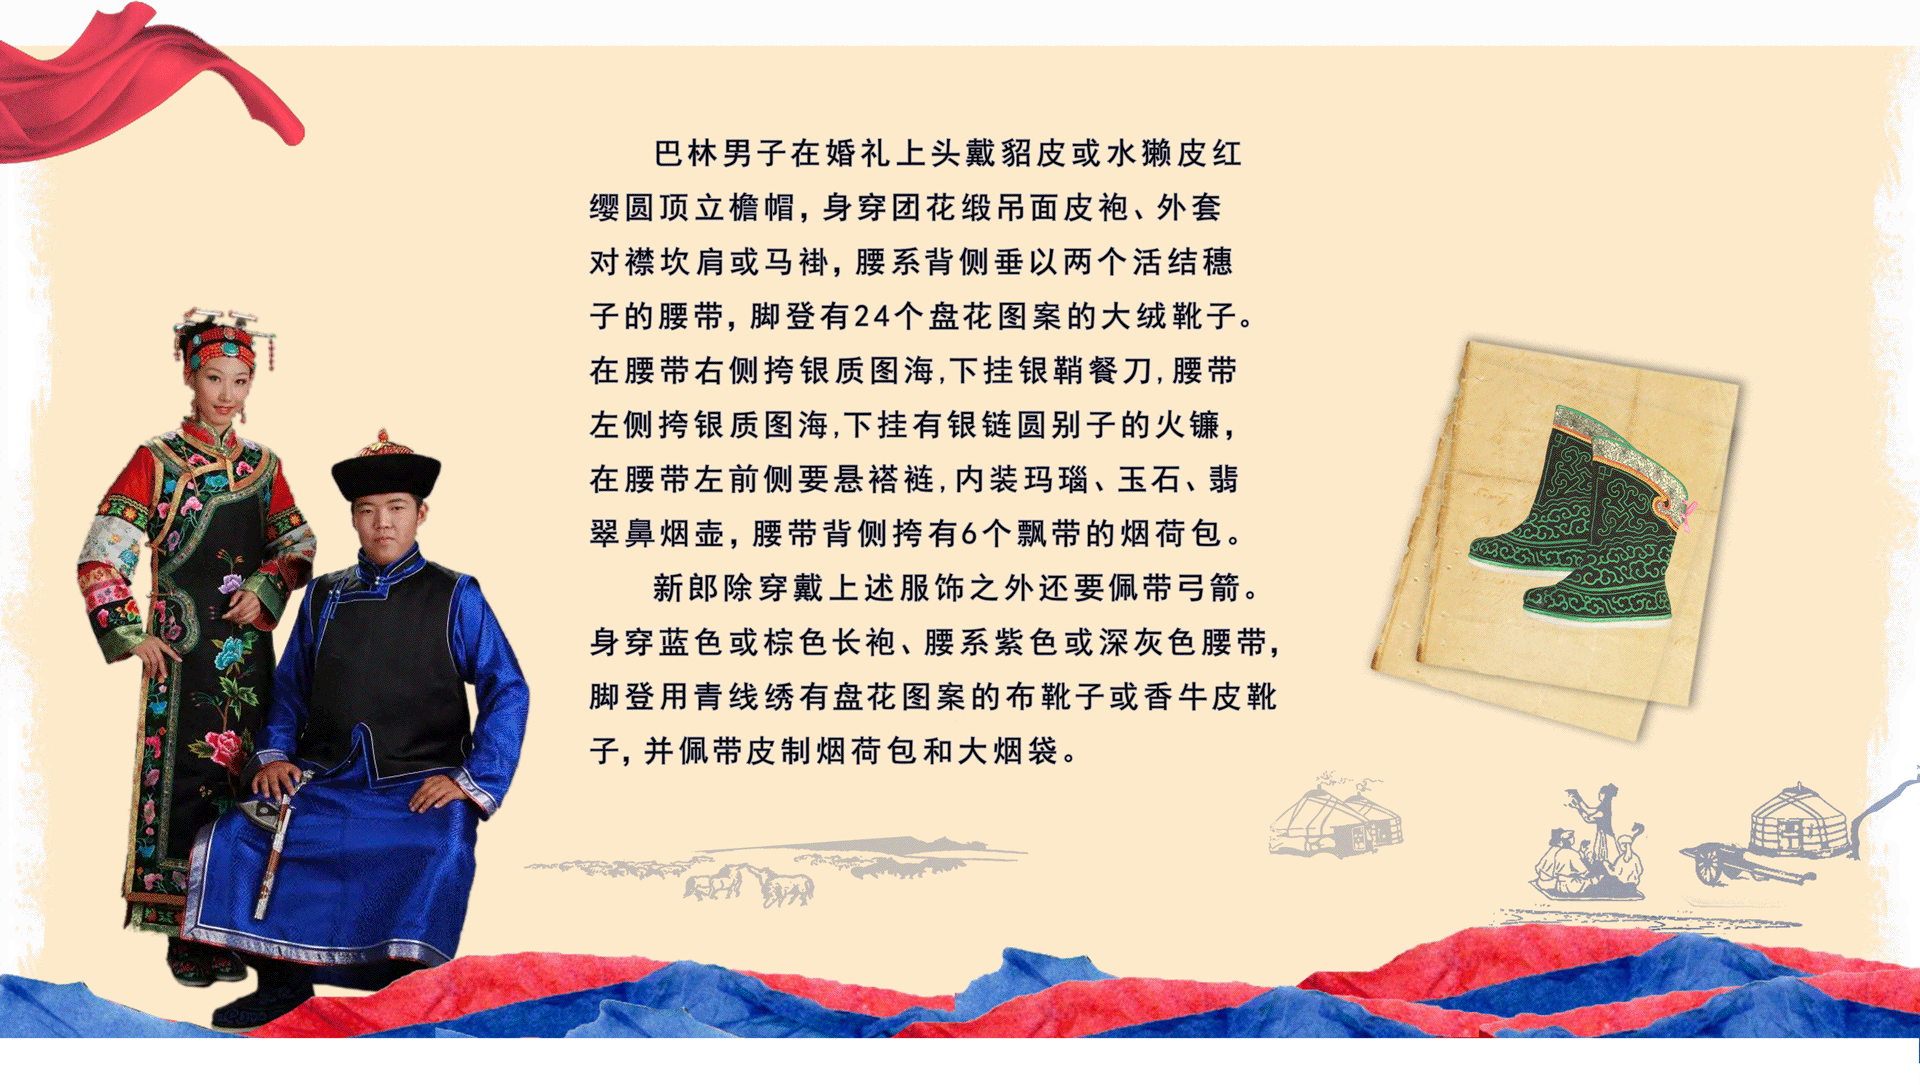 巴林男子在婚礼上头戴貂皮或水獭皮红
缨圆顶立檐帽，身穿团花缎吊面皮袍、外套
对襟坎肩或马褂，腰系背侧垂以两个活结穗
子的腰带，脚登有24个盘花图案的大绒靴子。
在腰带右侧挎银质图海,下挂银鞘餐刀,腰带
左侧挎银质图海,下挂有银链圆别子的火镰，
在腰带左前侧要悬褡裢,内装玛瑙、玉石、翡
翠鼻烟壶，腰带背侧挎有6个飘带的烟荷包。
新郎除穿戴上述服饰之外还要佩带弓箭。
身穿蓝色或棕色长袍、腰系紫色或深灰色腰带，
脚登用青线绣有盘花图案的布靴子或香牛皮靴
子，并佩带皮制烟荷包和大烟袋。